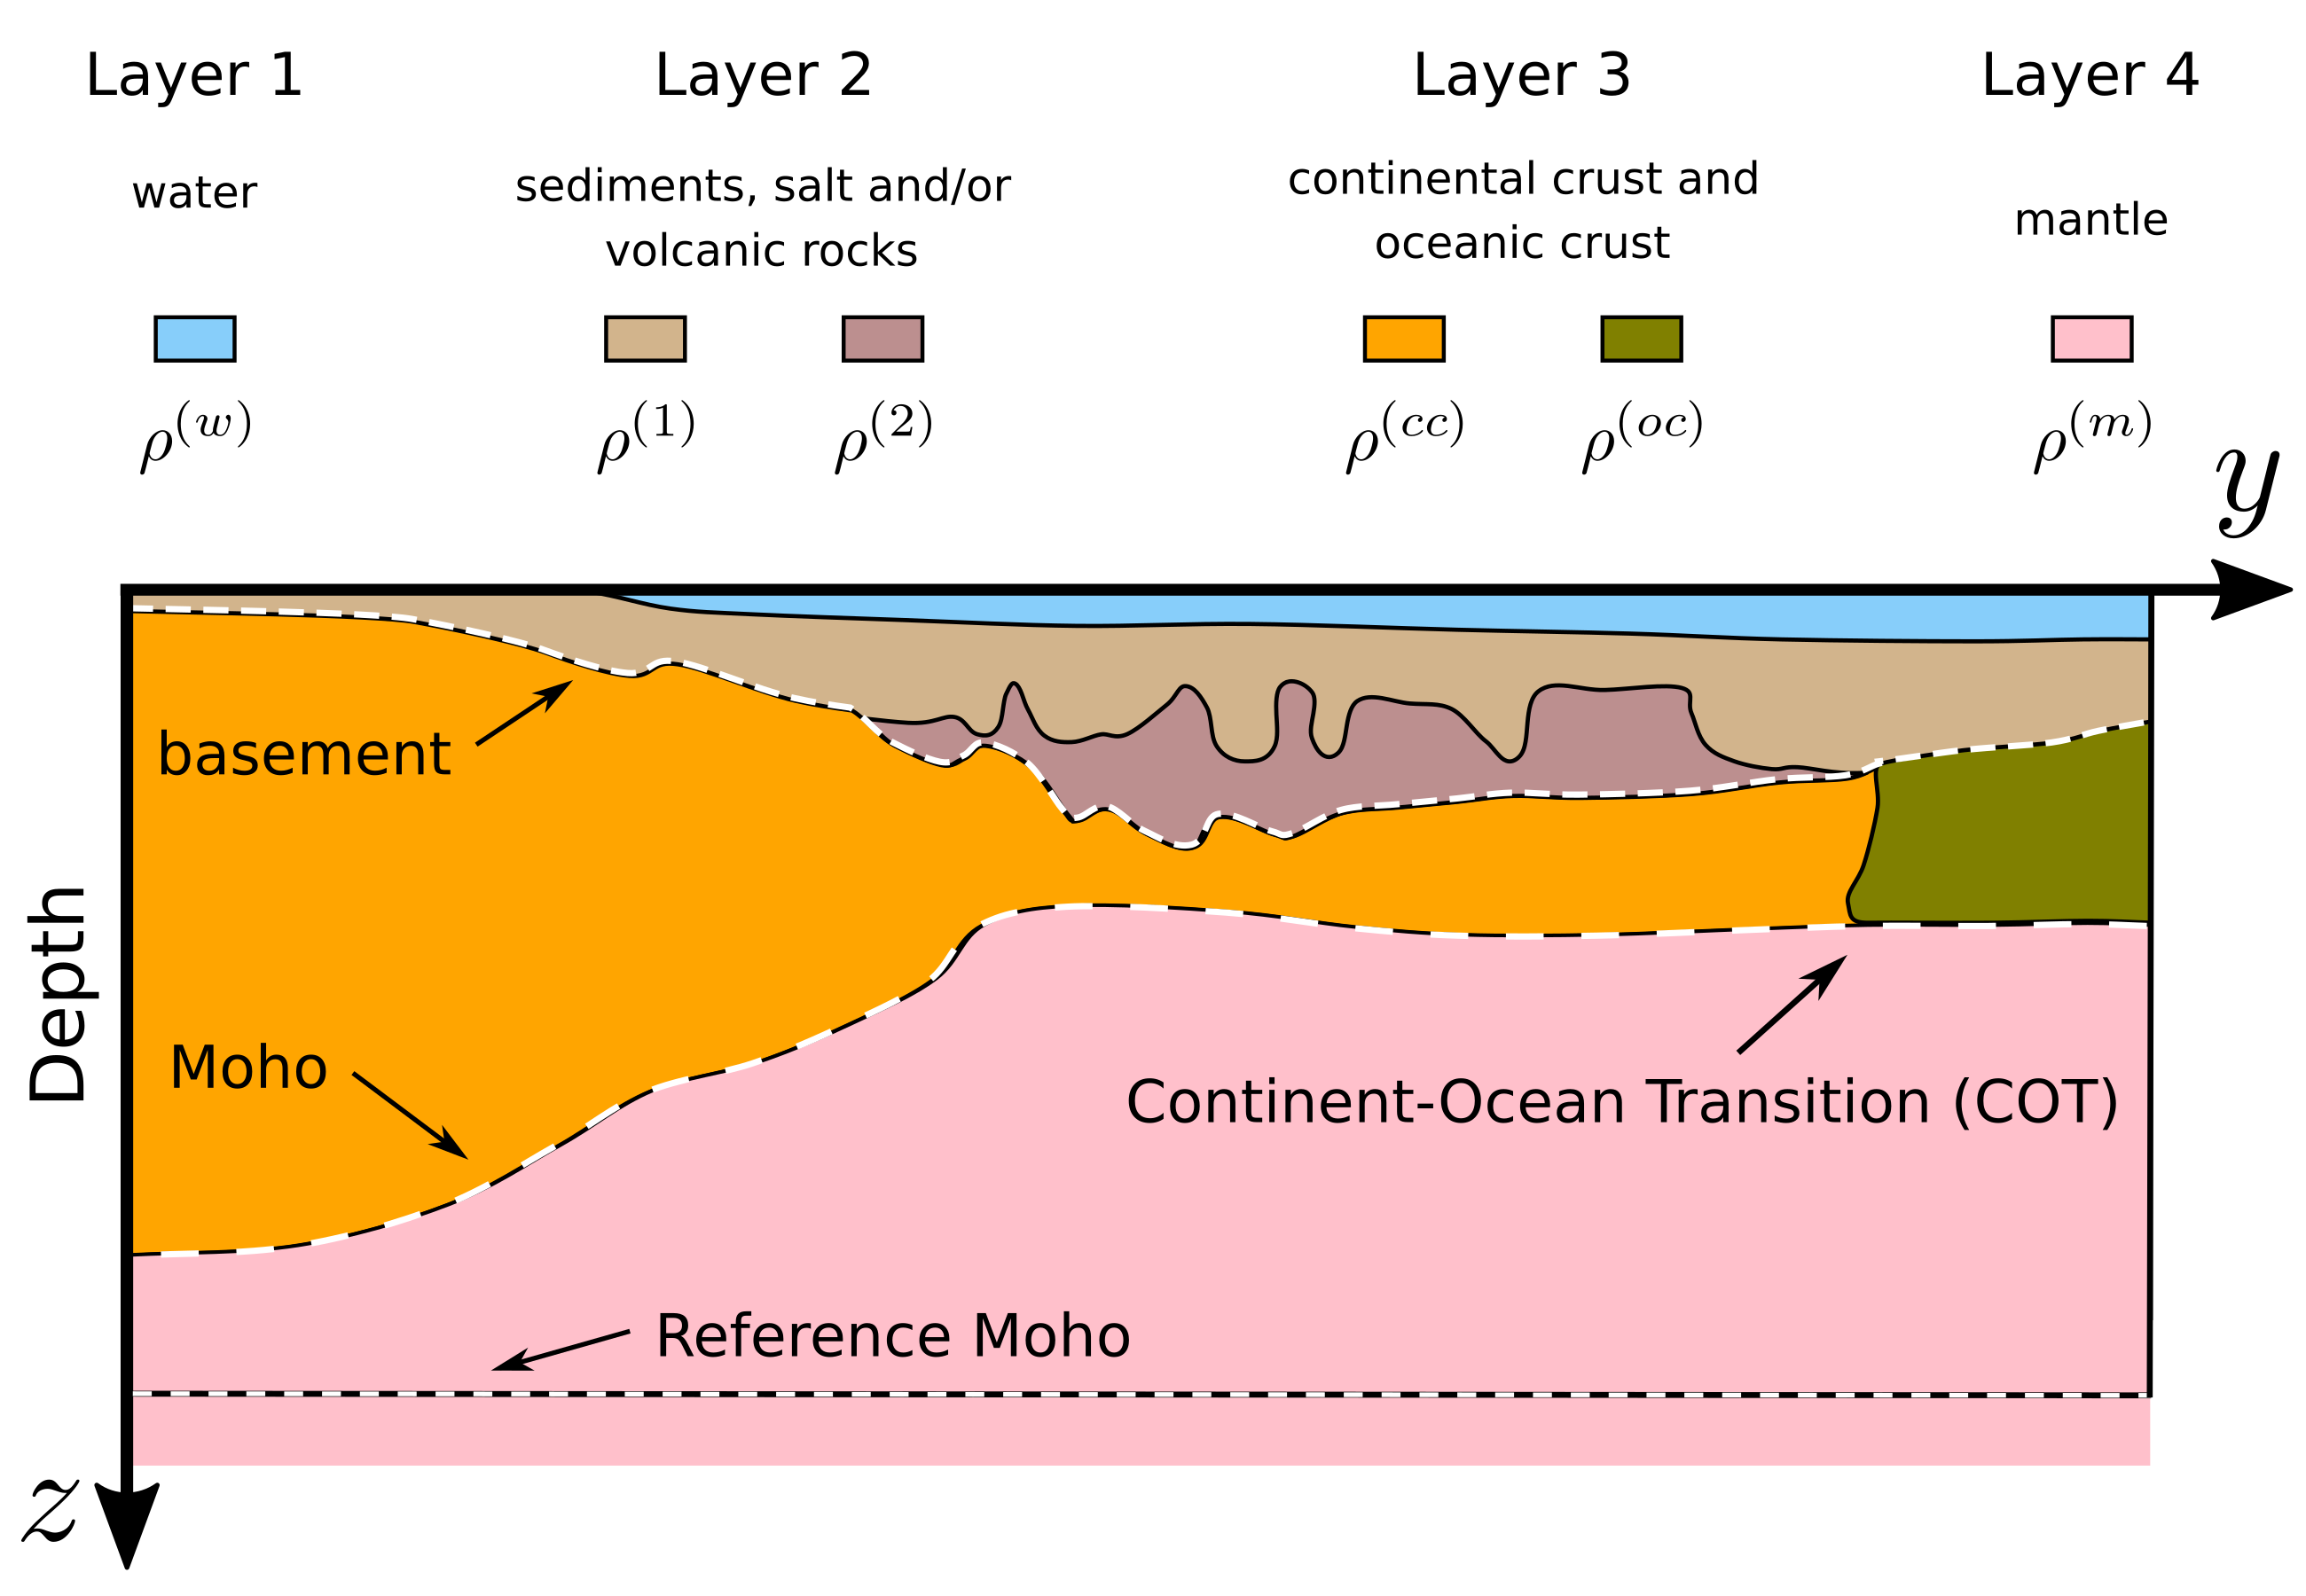 Layer 1
Layer 2
Layer 3
Layer 4
water
sediments, salt and/or
volcanic rocks
continental crust and
oceanic crust
mantle
ρ^(w)
ρ^(1)
ρ^(2)
ρ^(cc)
ρ^(oc)
ρ^(m)
y
basement
Depth
Moho
Continent-Ocean Transition (COT)
Reference Moho
z